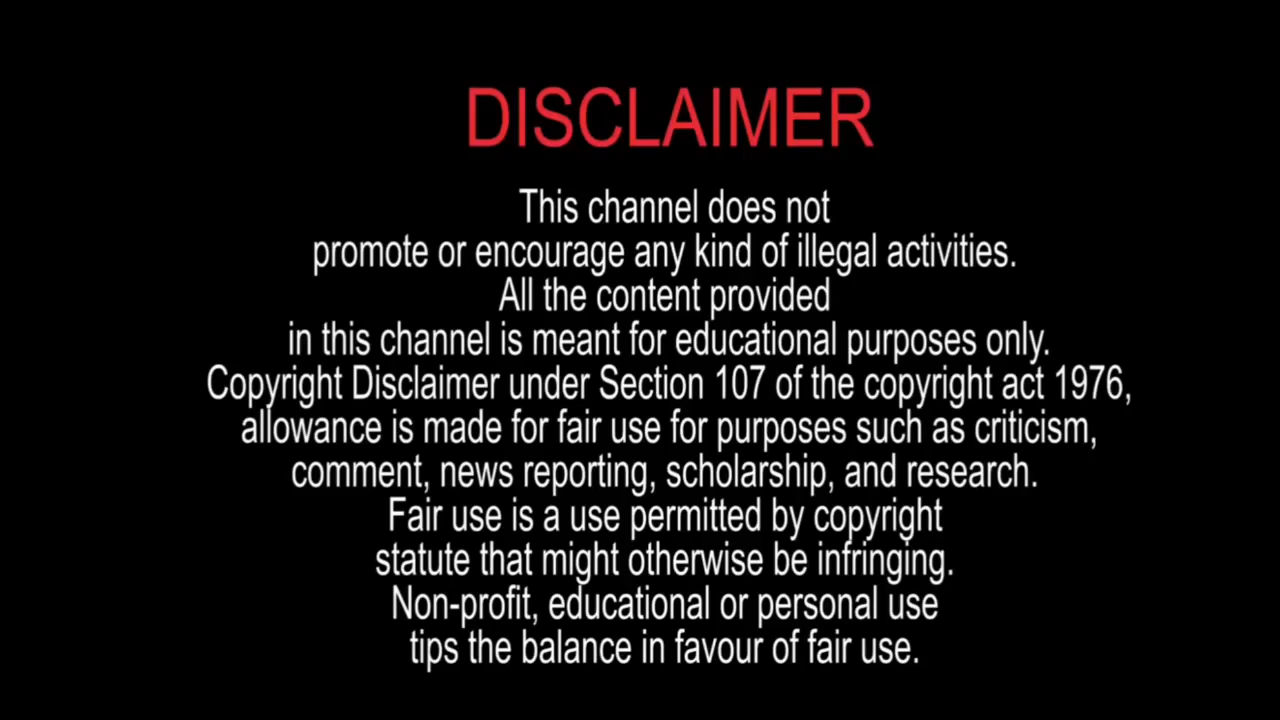 DISCLAIMER
This channel does not
promote or encourage any kind of illegal activities.
All the content provided
in this channel is meant for educational purposes only.
Copyright Disclaimer under Section 107 of the copyright act 1976,
allowance is made for fair use for purposes such as criticism,
comment, news reporting, scholarship, and research.
Fair use is a use permitted by copyright
statute that might otherwise be infringing.
Non-profit, educational or personal use
tips the balance in favour of fair use.